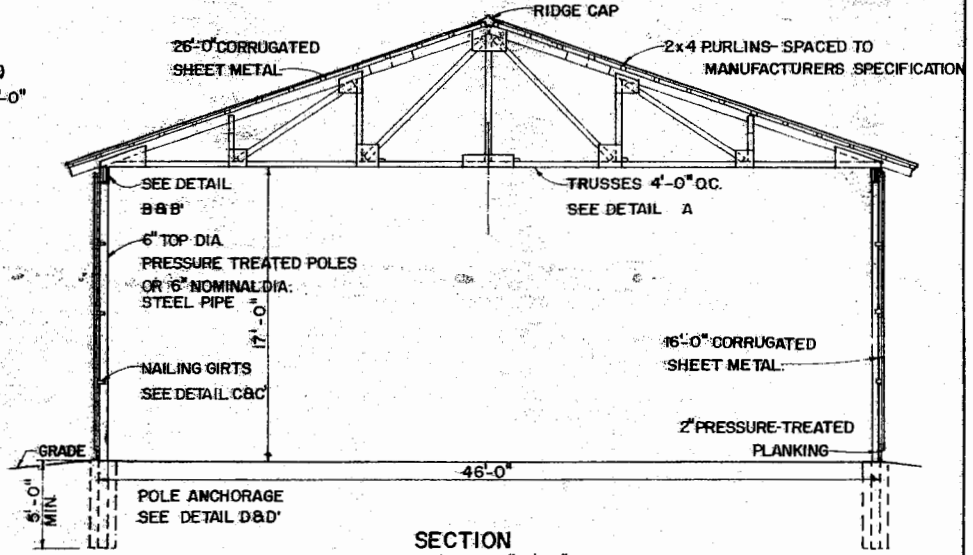 RIDGE CAP
26'-0" CORRUGATED
SHEET METAL
2x4 PURLINS- SPACED TO
MANUFACTURERS SPECIFICATION
SEE DETAIL
B & B'
TRUSSES 4'-0" O.C.
SEE DETAIL A
6" TOP DIA.
PRESSURE TREATED POLES
OR 6" NOMINAL DIA.
STEEL PIPE
17'-0"
16'-0" CORRUGATED
SHEET METAL
NAILING GIRTS
SEE DETAIL C&C'
2" PRESSURE-TREATED
PLANKING
GRADE
46'-0"
5'-0"
MIN.
POLE ANCHORAGE
SEE DETAIL D&D'
SECTION